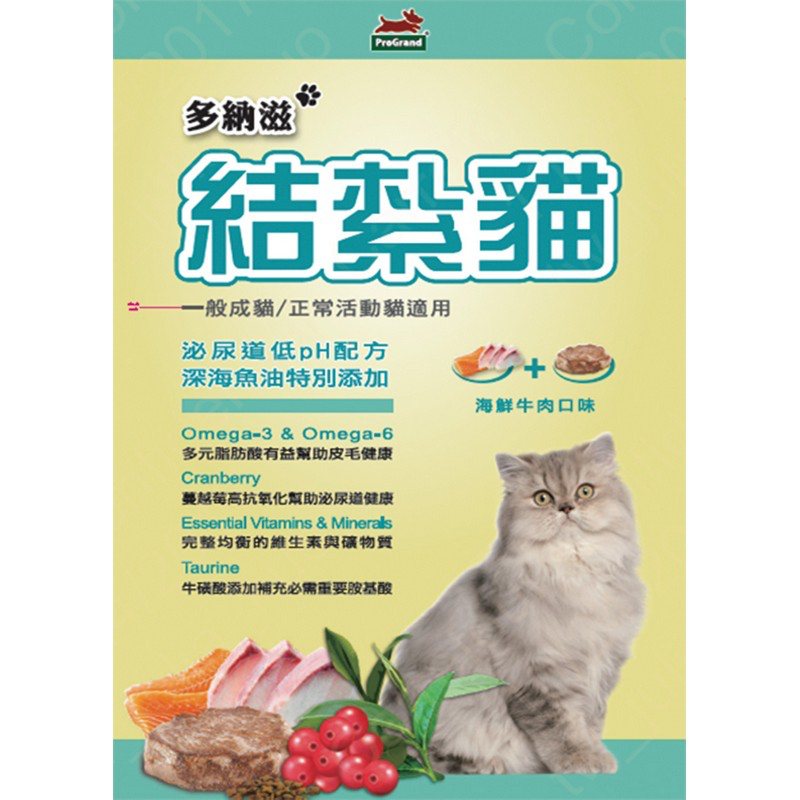 ProGrand
多納滋
結紮貓
一般成貓/正常活動貓適用
泌尿道低pH配方
深海魚油特別添加
海鮮牛肉口味
Omega-3 & Omega-6
多元脂肪酸有益幫助皮毛健康
Cranberry
蔓越莓高抗氧化幫助泌尿道健康
Essential Vitamins & Minerals
完整均衡的維生素與礦物質
Taurine
牛磺酸添加補充必需重要胺基酸